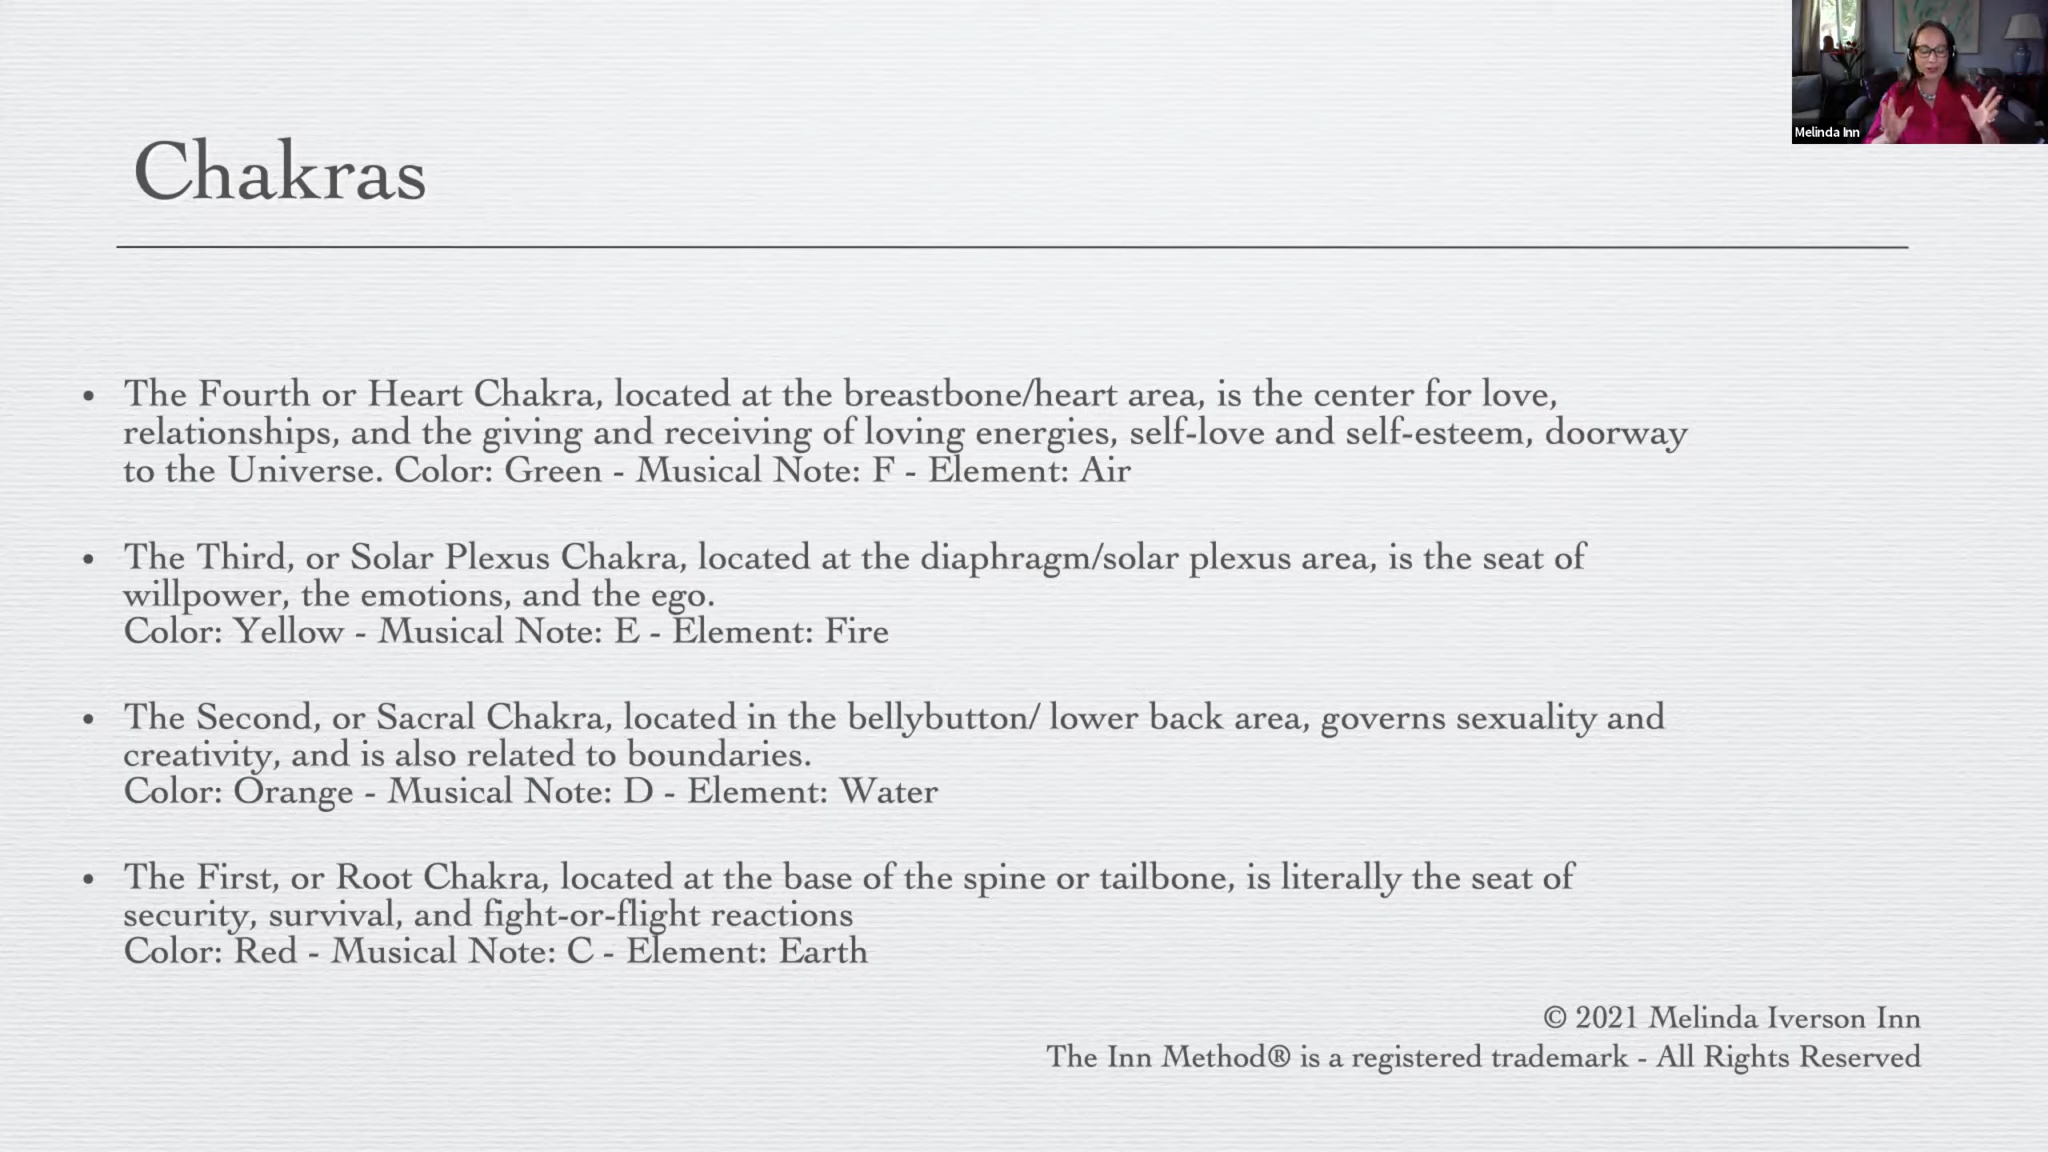 Melinda Inn
Chakras
• The Fourth or Heart Chakra, located at the breastbone/heart area, is the center for love,
relationships, and the giving and receiving of loving energies, self-love and self-esteem, doorway
to the Universe. Color: Green - Musical Note: F - Element: Air
• The Third, or Solar Plexus Chakra, located at the diaphragm/solar plexus area, is the seat of
willpower, the emotions, and the ego.
Color: Yellow - Musical Note: E - Element: Fire
• The Second, or Sacral Chakra, located in the bellybutton/ lower back area, governs sexuality and
creativity, and is also related to boundaries.
Color: Orange - Musical Note: D - Element: Water
• The First, or Root Chakra, located at the base of the spine or tailbone, is literally the seat of
security, survival, and fight-or-flight reactions
Color: Red - Musical Note: C - Element: Earth
© 2021 Melinda Iverson Inn
The Inn Method® is a registered trademark - All Rights Reserved